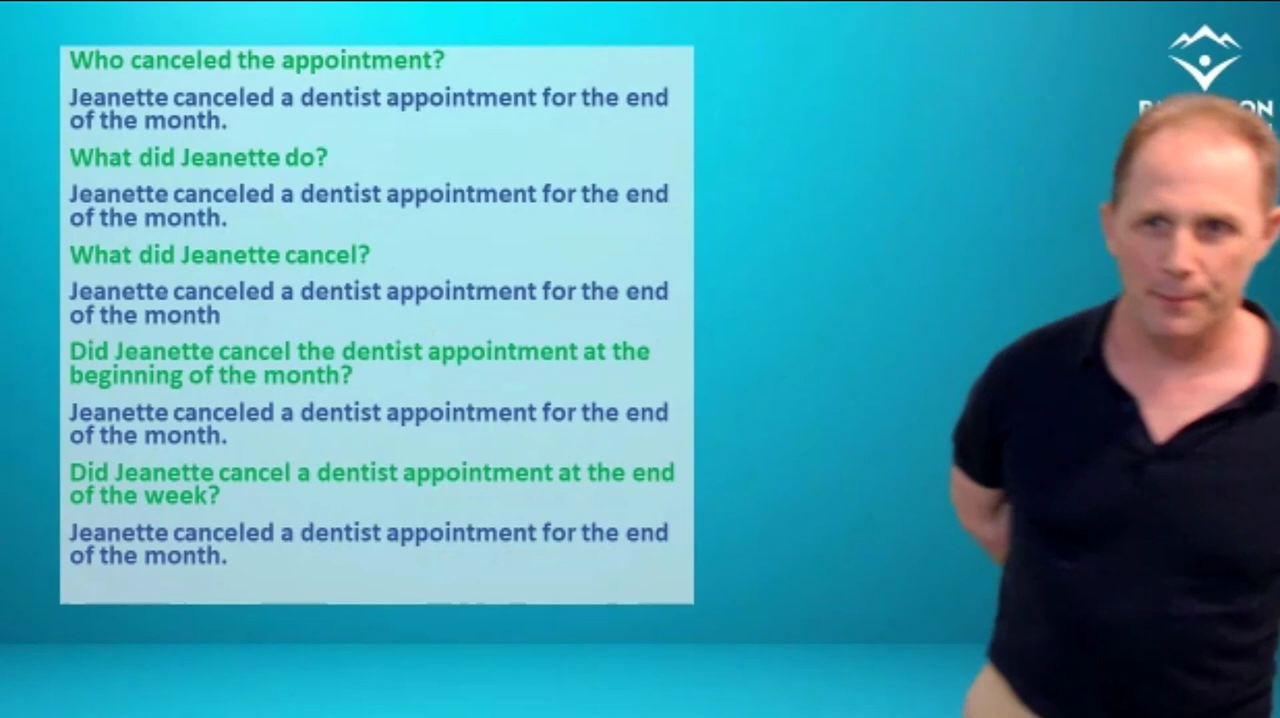 Who canceled the appointment?
Jeanette canceled a dentist appointment for the end
of the month.
What did Jeanette do?
Jeanette canceled a dentist appointment for the end
of the month.
What did Jeanette cancel?
Jeanette canceled a dentist appointment for the end
of the month
Did Jeanette cancel the dentist appointment at the
beginning of the month?
Jeanette canceled a dentist appointment for the end
of the month.
Did Jeanette cancel a dentist appointment at the end
of the week?
Jeanette canceled a dentist appointment for the end
of the month.